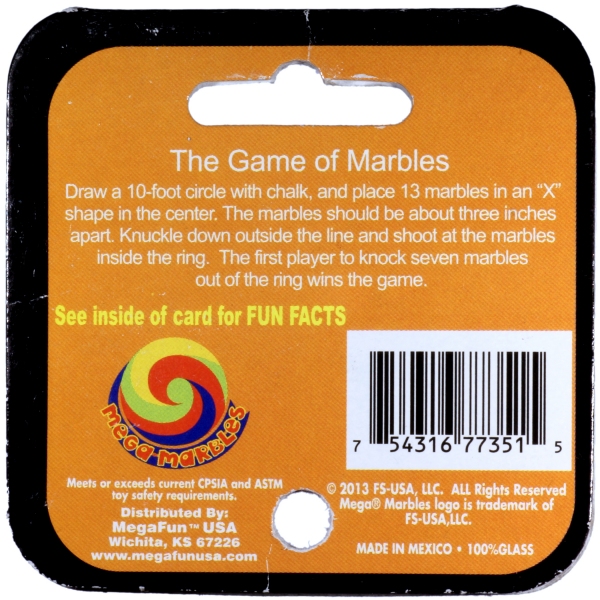 The Game of Marbles
Draw a 10-foot circle with chalk, and place 13 marbles in an “X”
shape in the center. The marbles should be about three inches
apart. Knuckle down outside the line and shoot at the marbles
inside the ring. The first player to knock seven marbles
out of the ring wins the game.
See inside of card for FUN FACTS
MEGA MARBLES
Meets or exceeds current CPSIA and ASTM
toy safety requirements.
Distributed By:
MegaFun™ USA
Wichita, KS 67226
www.megafunusa.com
7 54316 77351 5
© 2013 FS-USA, LLC. ALL Rights Reserved
Mega® Marbles logo is trademark of
FS-USA,LLC.
MADE IN MEXICO • 100%GLASS